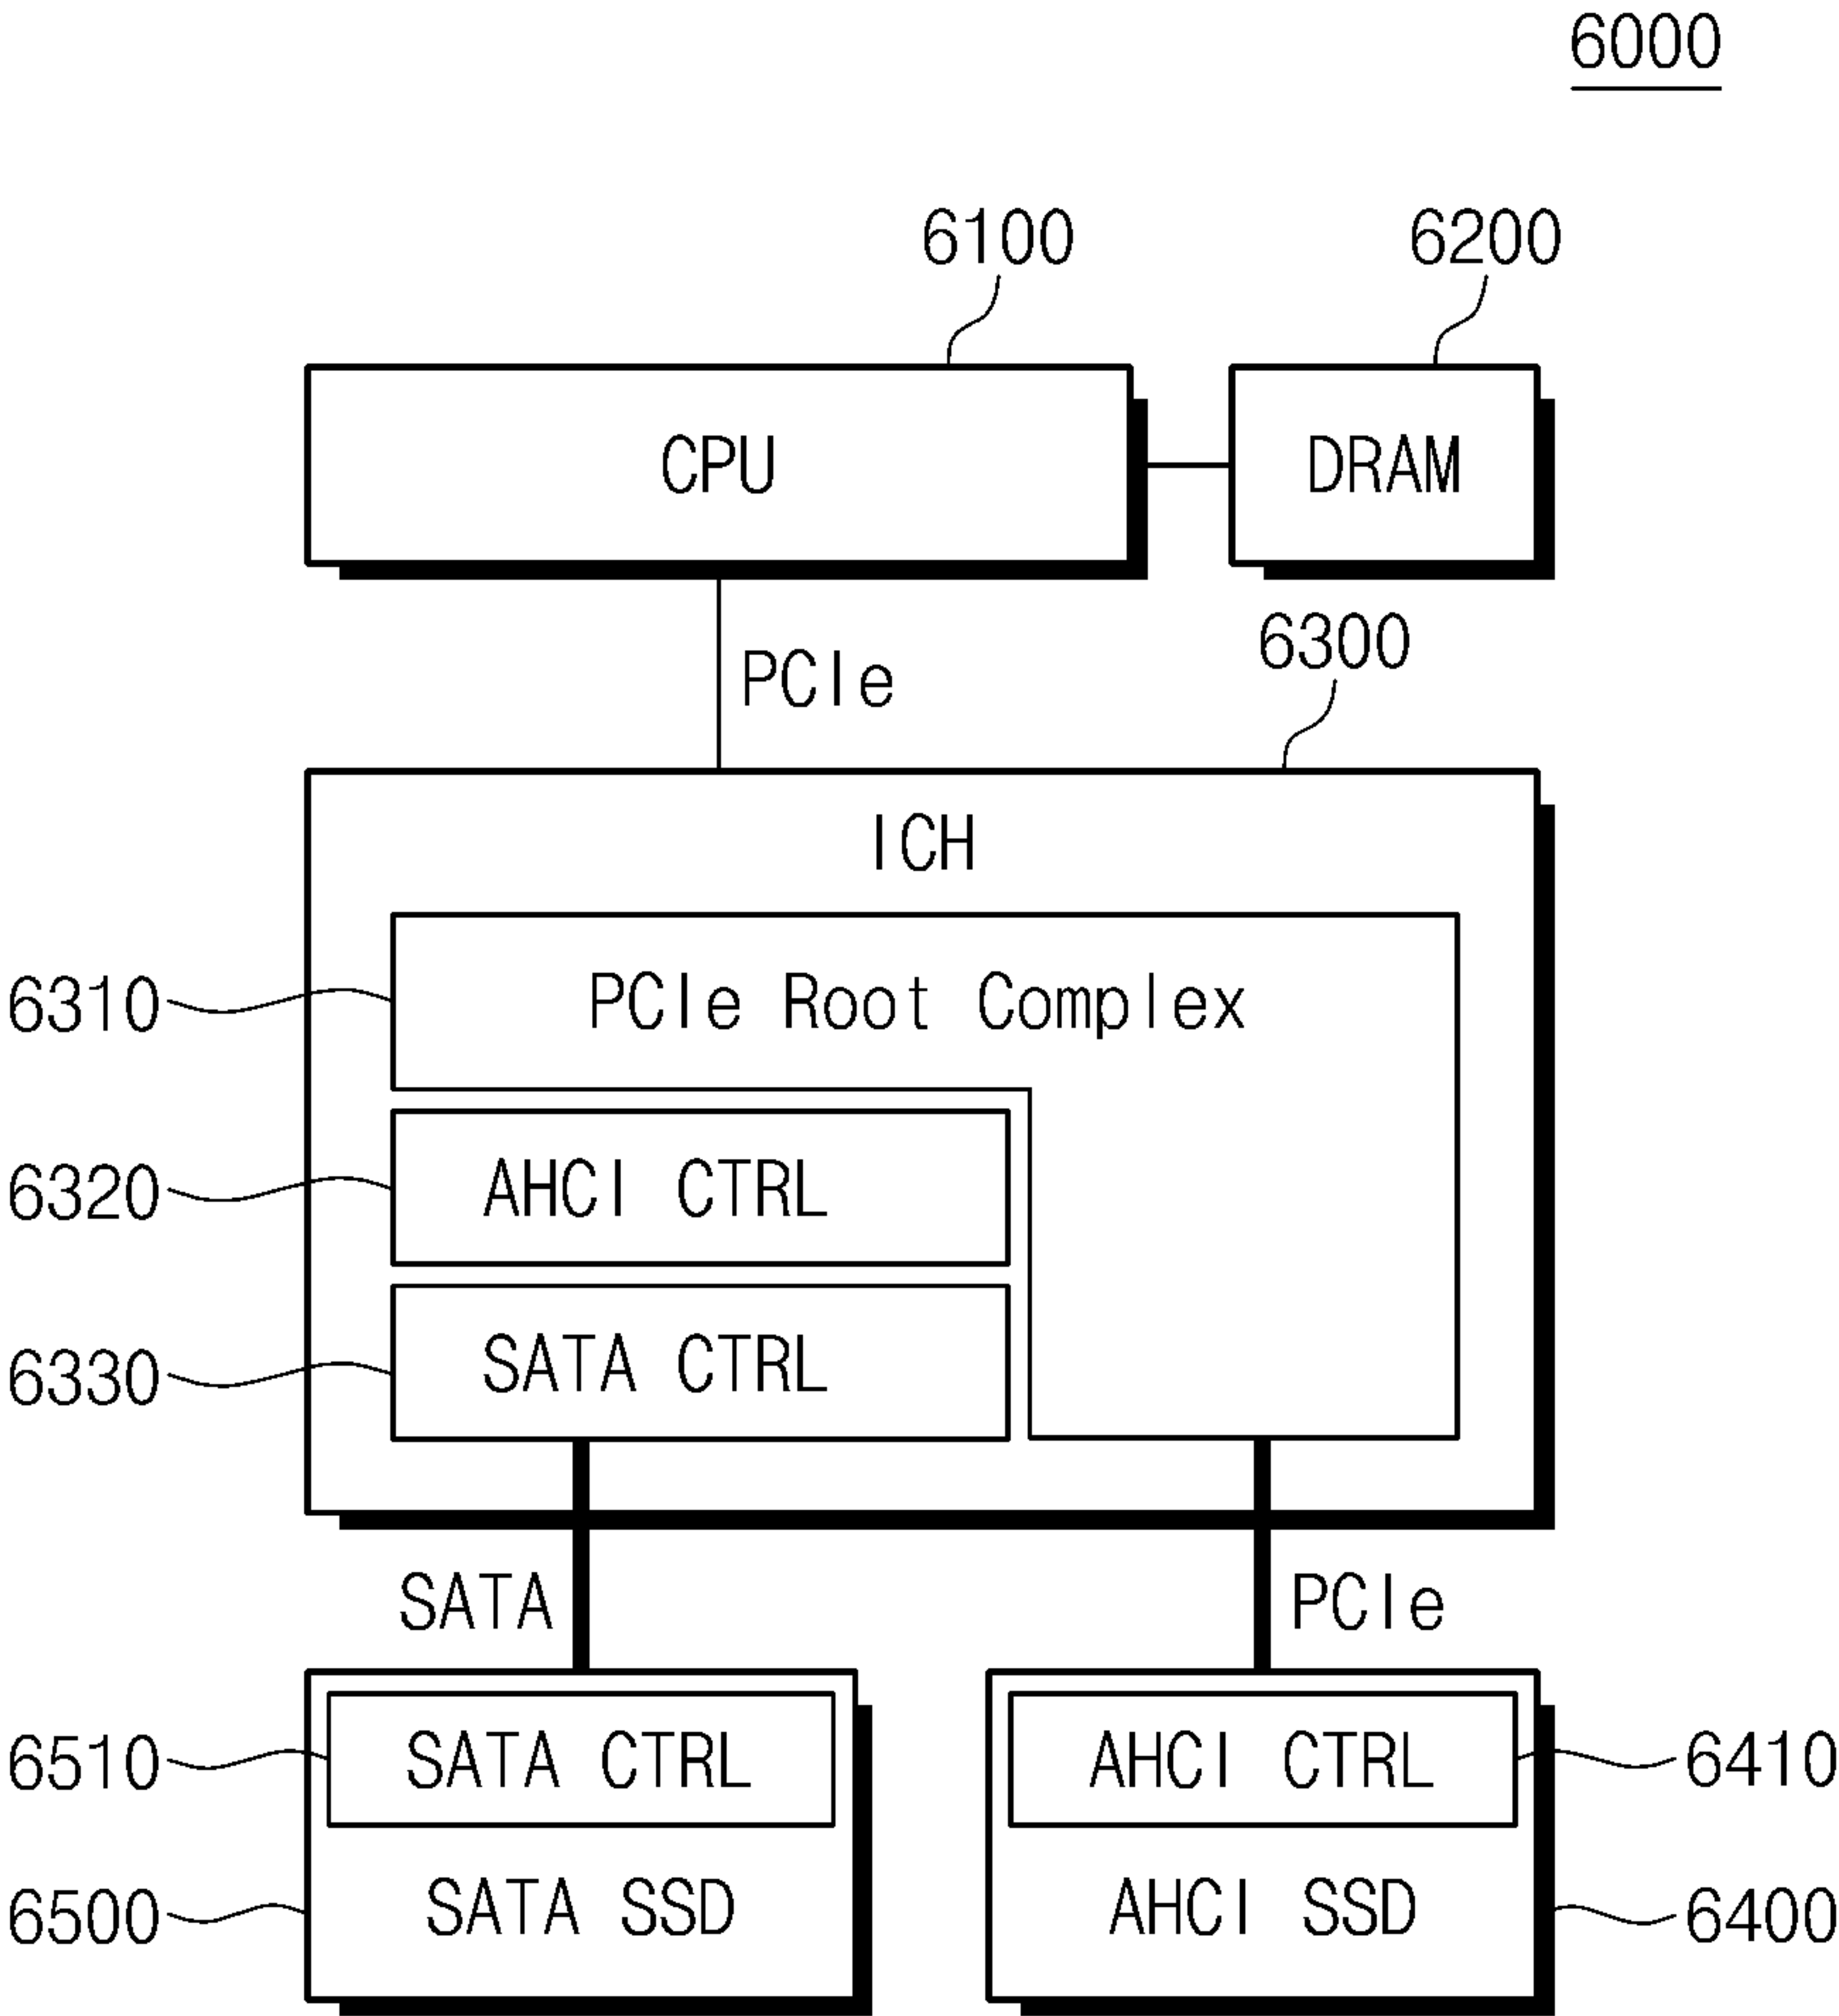 6000
6100 6200
CPU DRAM
6300
PCIe
ICH
6310 PCIe Root Complex
6320 AHCI CTRL
6330 SATA CTRL
SATA PCIe
6510 SATA CTRL AHCI CTRL 6410
6500 SATA SSD AHCI SSD 6400